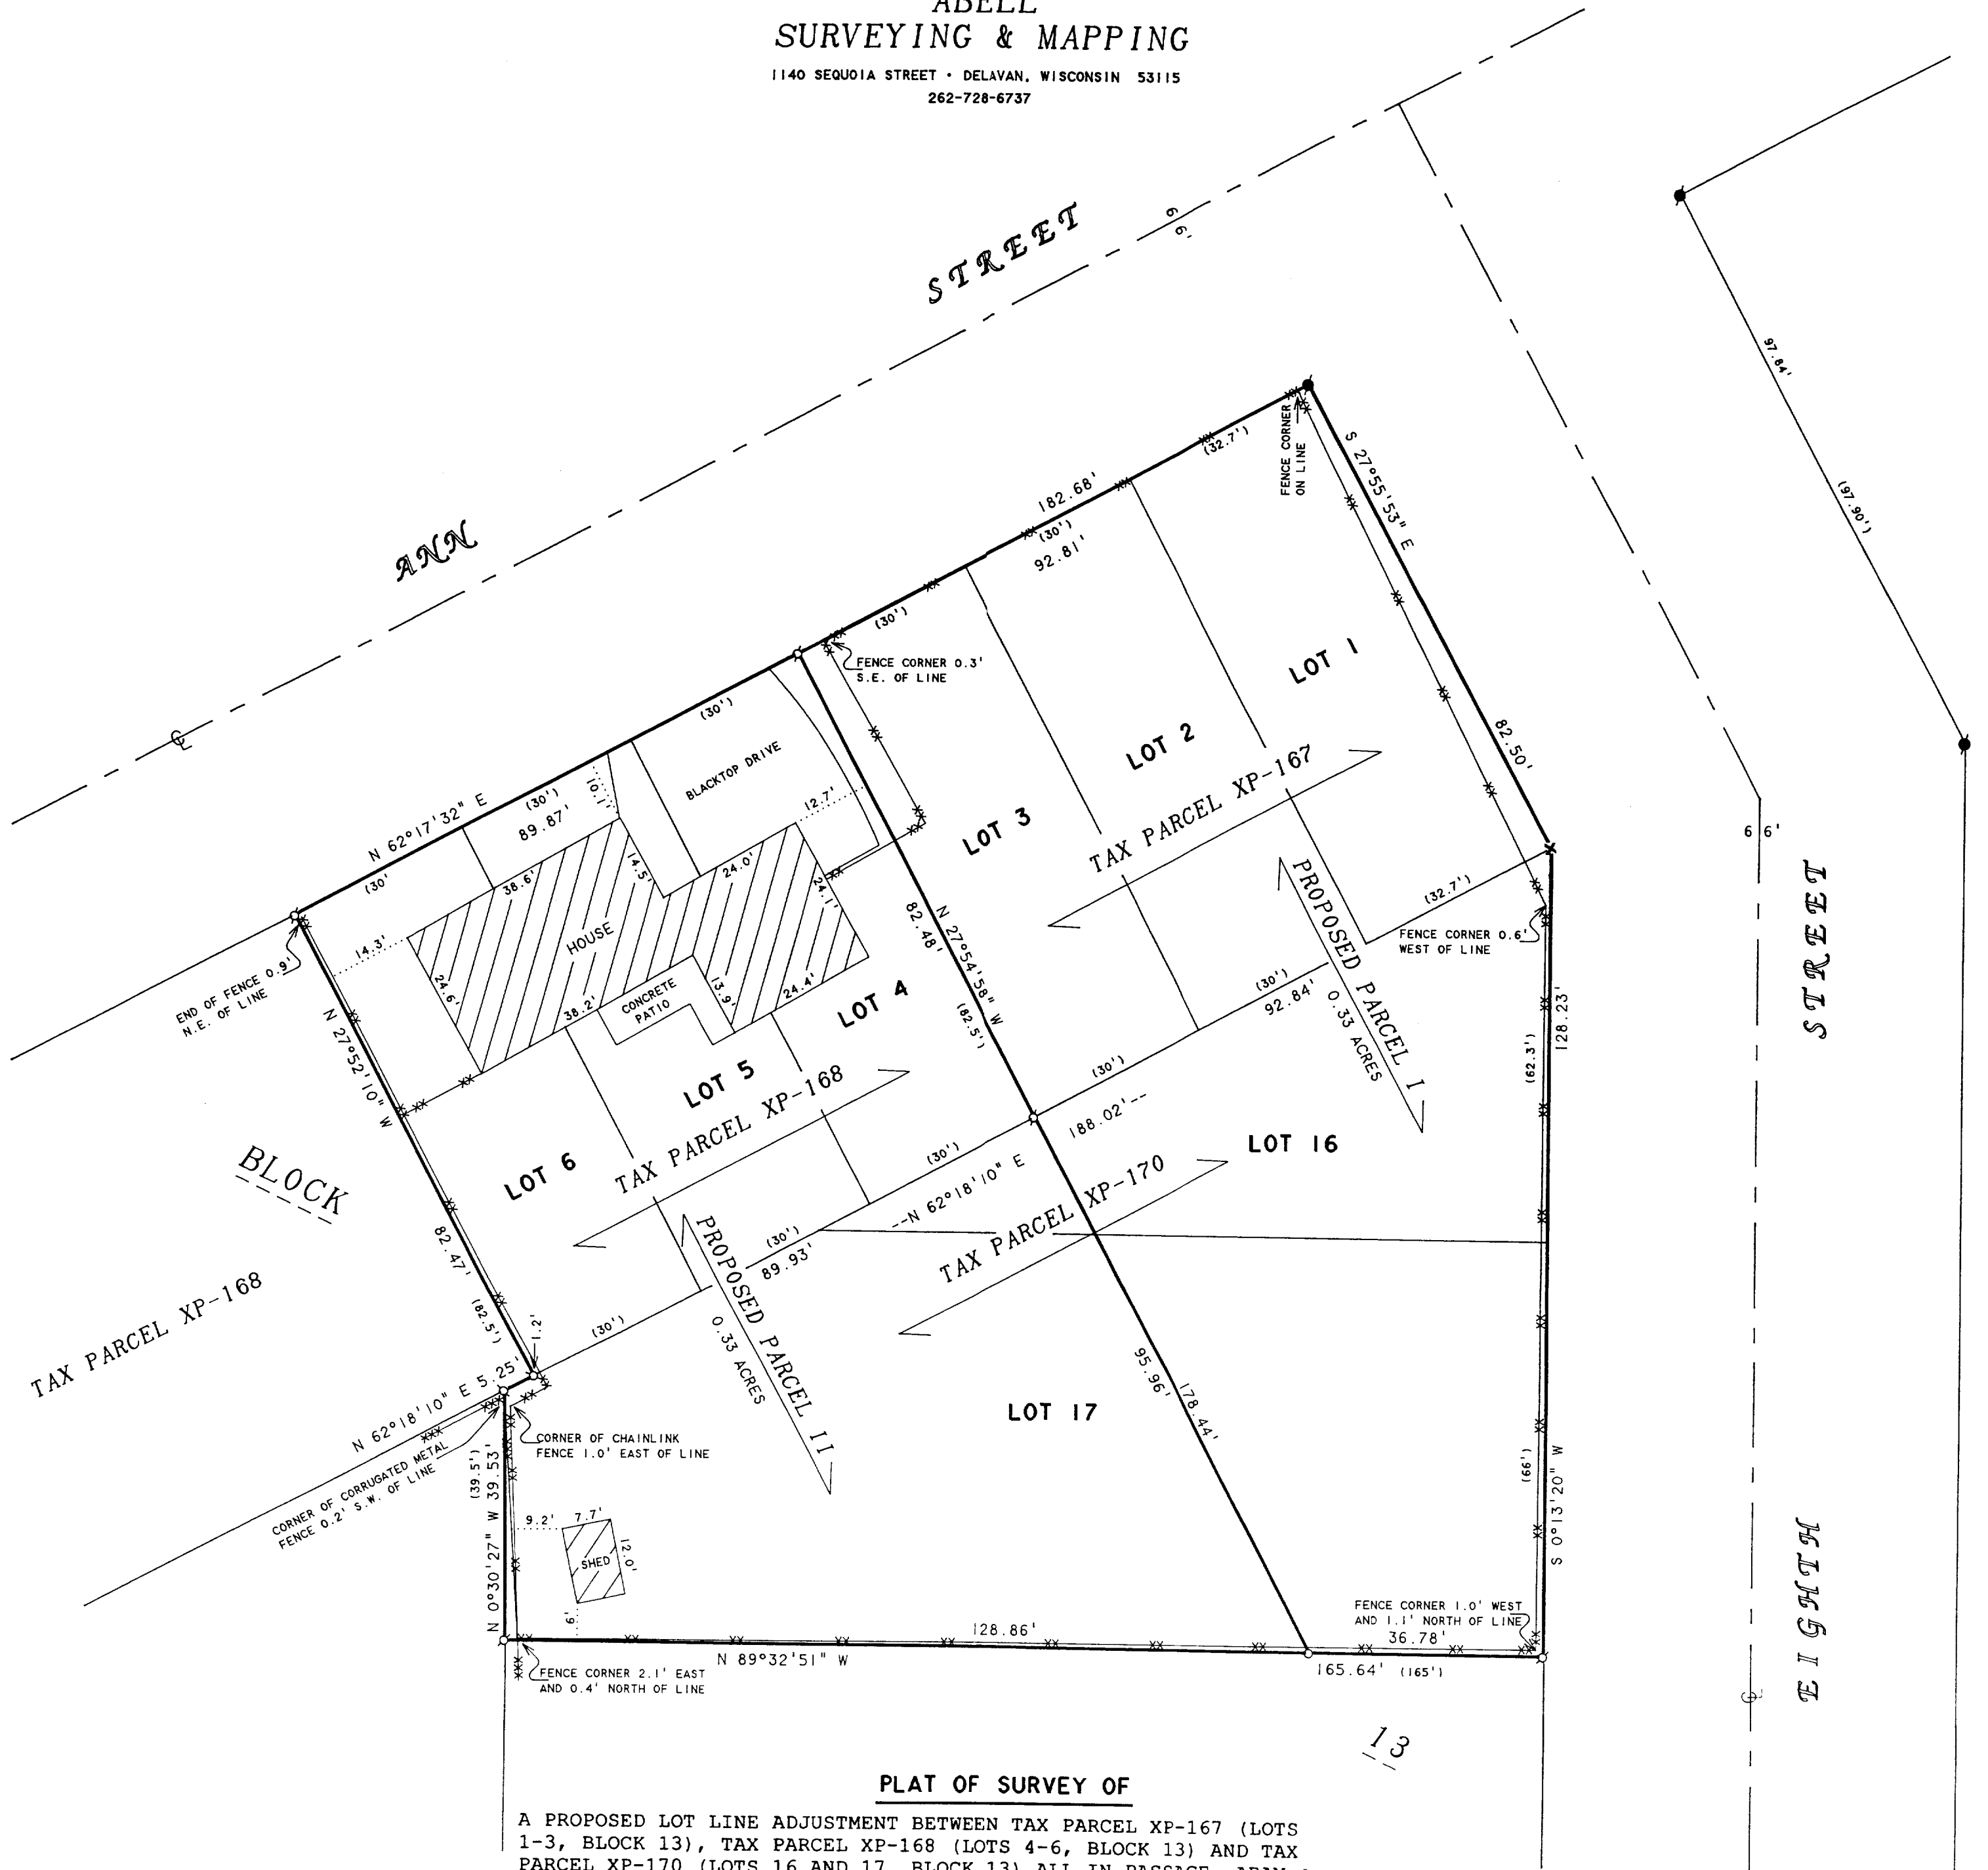 ABELL
SURVEYING & MAPPING
1140 SEQUOIA STREET • DELAVAN, WISCONSIN 53115
262-728-6737
ANN
STREET
66'
℄
97.84'
(97.90')
FENCE CORNER
ON LINE
(32.7')
182.68'
(30')
92.81'
(30')
S 27°55'53" E
82.50'
FENCE CORNER 0.3'
S.E. OF LINE
LOT 1
LOT 2
LOT 3
TAX PARCEL XP-167
(30')
BLACKTOP DRIVE
10.1'
12.7'
N 62°17'32" E
(30')
89.87'
(30'
38.6'
14.5'
24.0'
24.1'
HOUSE
14.3'
24.6'
38.2'
CONCRETE
PATIO
13.9'
24.4'
END OF FENCE 0.9'
N.E. OF LINE
N 27°52'10" W
82.47'
(82.5')
N 27°54'58" W
82.48'
(82.5')
LOT 4
LOT 5
LOT 6
TAX PARCEL XP-168
(32.7')
FENCE CORNER 0.6'
WEST OF LINE
PROPOSED PARCEL I
0.33 ACRES
(30')
92.84'
(30')
188.02'--
--N 62°18'10" E
(30')
(30')
89.93'
(30')
66'
STREET
128.23'
(62.3')
LOT 16
TAX PARCEL XP-170
BLOCK
TAX PARCEL XP-168
PROPOSED PARCEL II
0.33 ACRES
1.2'
N 62°18'10" E 5.25'
CORNER OF CORRUGATED METAL
FENCE 0.2' S.W. OF LINE
CORNER OF CHAINLINK
FENCE 1.0' EAST OF LINE
LOT 17
95.96'
178.44'
(66')
S 0°13'20" W
N 0°30'27" W 39.53'
(39.5')
9.2'
7.7'
12.0'
SHED
6'
FENCE CORNER 1.0' WEST
AND 1.1' NORTH OF LINE
36.78'
128.86'
N 89°32'51" W
165.64' (165')
FENCE CORNER 2.1' EAST
AND 0.4' NORTH OF LINE
EIGHTH
℄
13
PLAT OF SURVEY OF
A PROPOSED LOT LINE ADJUSTMENT BETWEEN TAX PARCEL XP-167 (LOTS
1-3, BLOCK 13), TAX PARCEL XP-168 (LOTS 4-6, BLOCK 13) AND TAX
PARCEL XP-170 (LOTS 16 AND 17, BLOCK 13) ALL IN PASSAGE, ADAM &